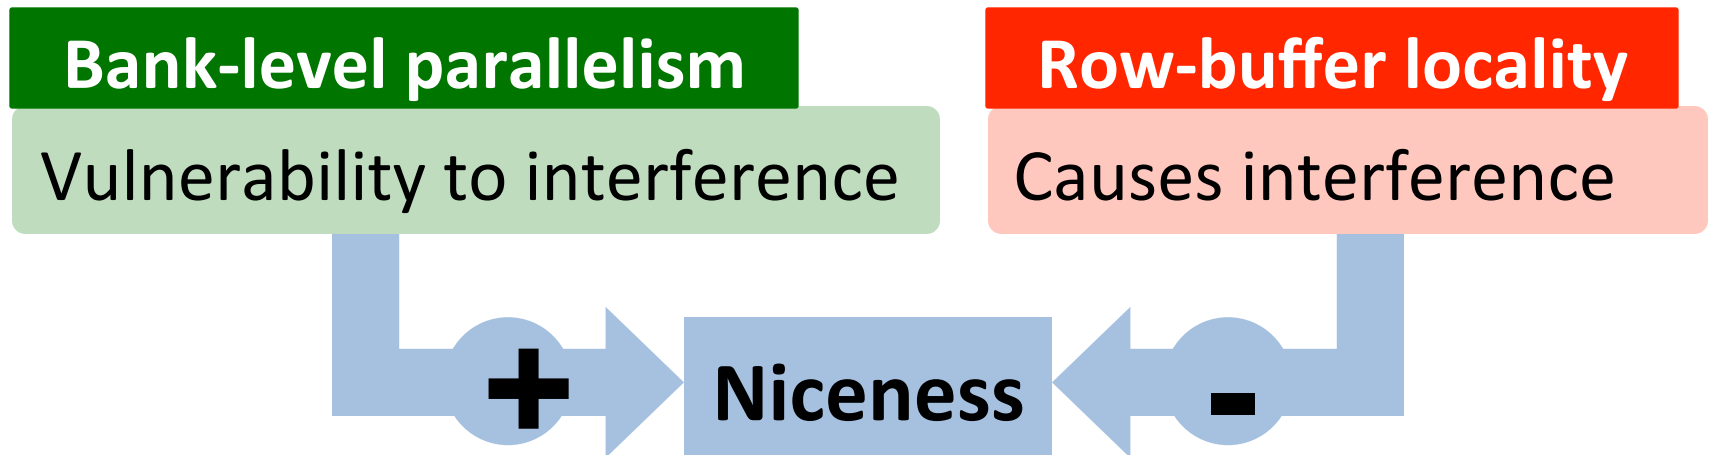 Bank-level parallelism
Vulnerability to interference
Row-buffer locality
Causes interference
+
Niceness
-